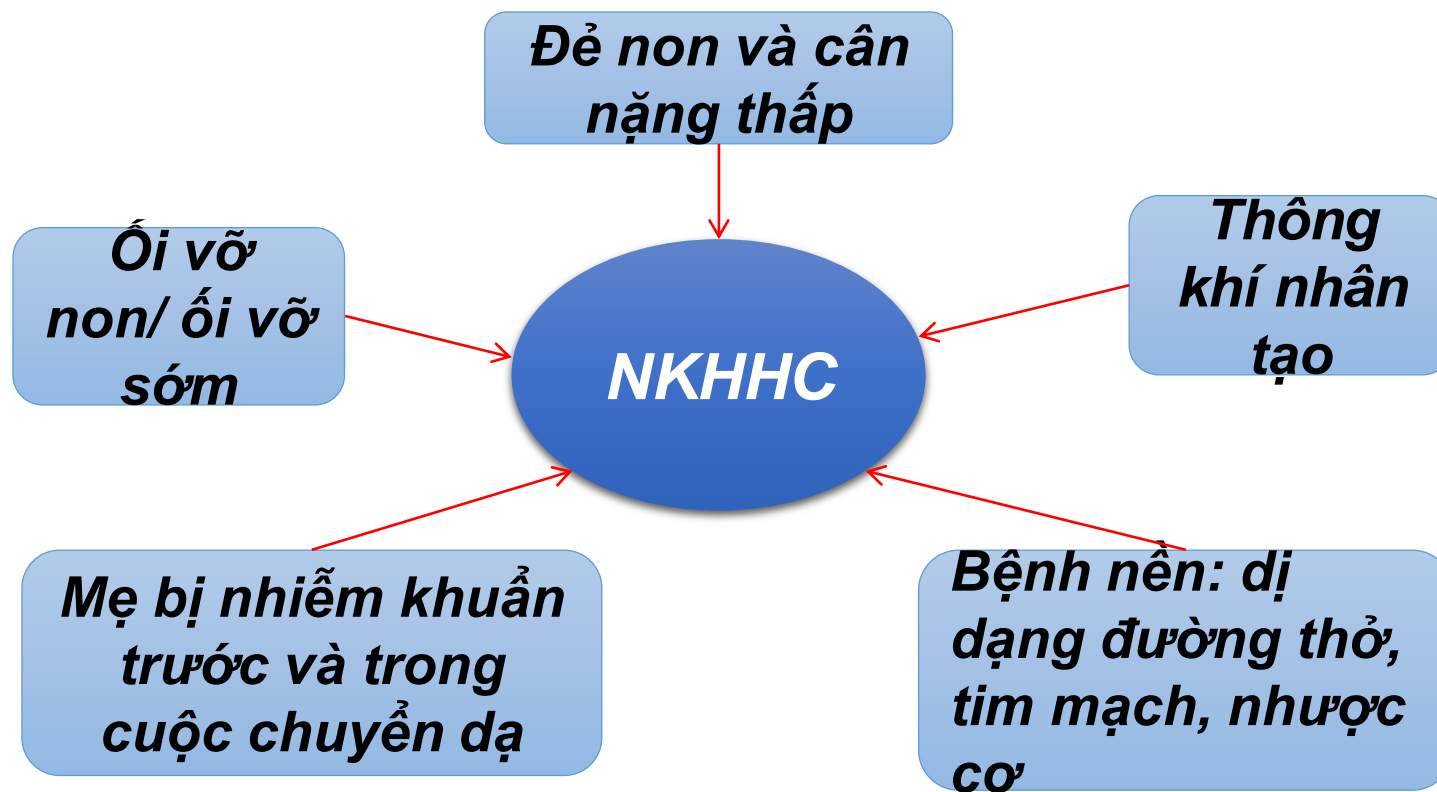 Đẻ non và cân
nặng thấp
Ối vỡ
non/ ối vỡ
sớm
Thông
khí nhân
tạo
NKHHC
Mẹ bị nhiễm khuẩn
trước và trong
cuộc chuyển dạ
Bệnh nền: dị
dạng đường thở,
tim mạch, nhược
cơ